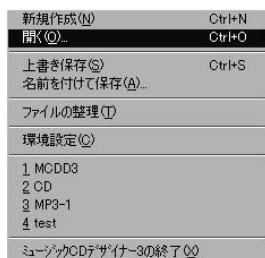 新規作成(N) Ctrl+N
開く(O)... Ctrl+O
上書き保存(S) Ctrl+S
名前を付けて保存(A)...
ファイルの整理(T)
環境設定(C)
1 MCDD3
2 CD
3 MP3-1
4 test
ミュージックCDデザイナー3の終了(X)